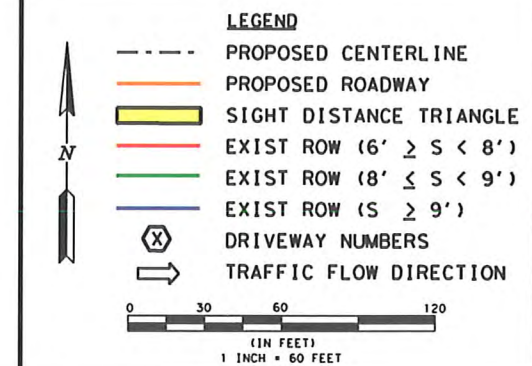 LEGEND
PROPOSED CENTERLINE
PROPOSED ROADWAY
SIGHT DISTANCE TRIANGLE
N
EXIST ROW (6' ≥ S < 8')
EXIST ROW (8' ≤ S < 9')
EXIST ROW (S ≥ 9')
X DRIVEWAY NUMBERS
TRAFFIC FLOW DIRECTION
0 30 60 120
(IN FEET)
1 INCH = 60 FEET